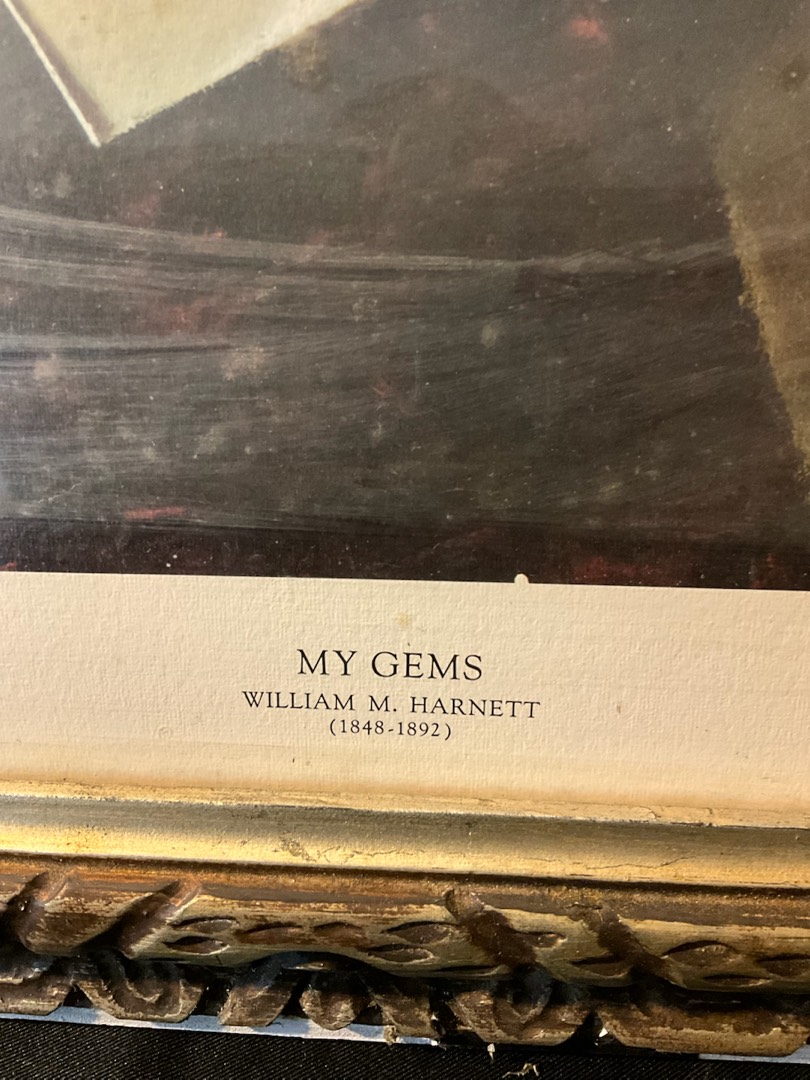 MY GEMS
WILLIAM M. HARNETT
(1848-1892)